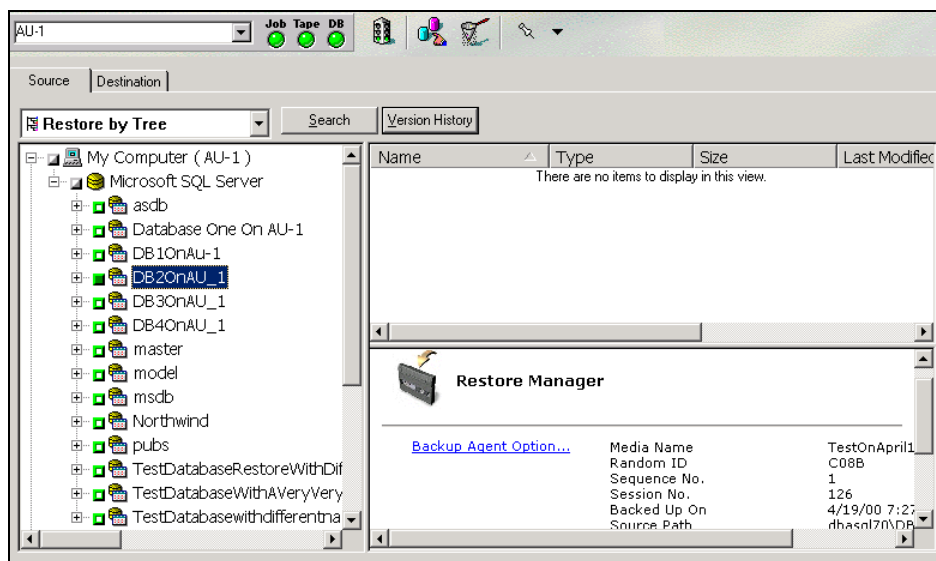 AU-1
Job Tape DB
Source Destination
Restore by Tree
Search
Version History
My Computer ( AU-1 )
Microsoft SQL Server
asdb
Database One On AU-1
DB1OnAu-1
DB2OnAU_1
DB3OnAU_1
DB4OnAU_1
master
model
msdb
Northwind
pubs
TestDatabaseRestoreWithDif
TestDatabaseWithAVeryVery
TestDatabasewithdifferentna
Name Type Size Last Modified
There are no items to display in this view.
Restore Manager
Backup Agent Option...
Media Name TestOnApril1
Random ID C08B
Sequence No. 1
Session No. 126
Backed Up On 4/19/00 7:27
Source Path dbasql70\DB